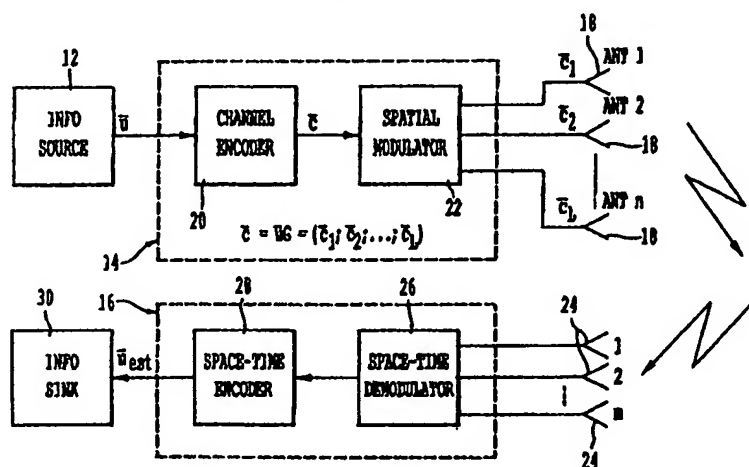 12
INFO SOURCE
ū
CHANNEL ENCODER
20
c̄
SPATIAL MODULATOR
22
c̄ = ūG = (c̄1; c̄2; ...; c̄L)
14
c̄1
18
ANT 1
c̄2
ANT 2
18
c̄L
ANT n
18
30
INFO SINK
ūest
16
28
SPACE-TIME ENCODER
26
SPACE-TIME DEMODULATOR
24
1
2
m
24